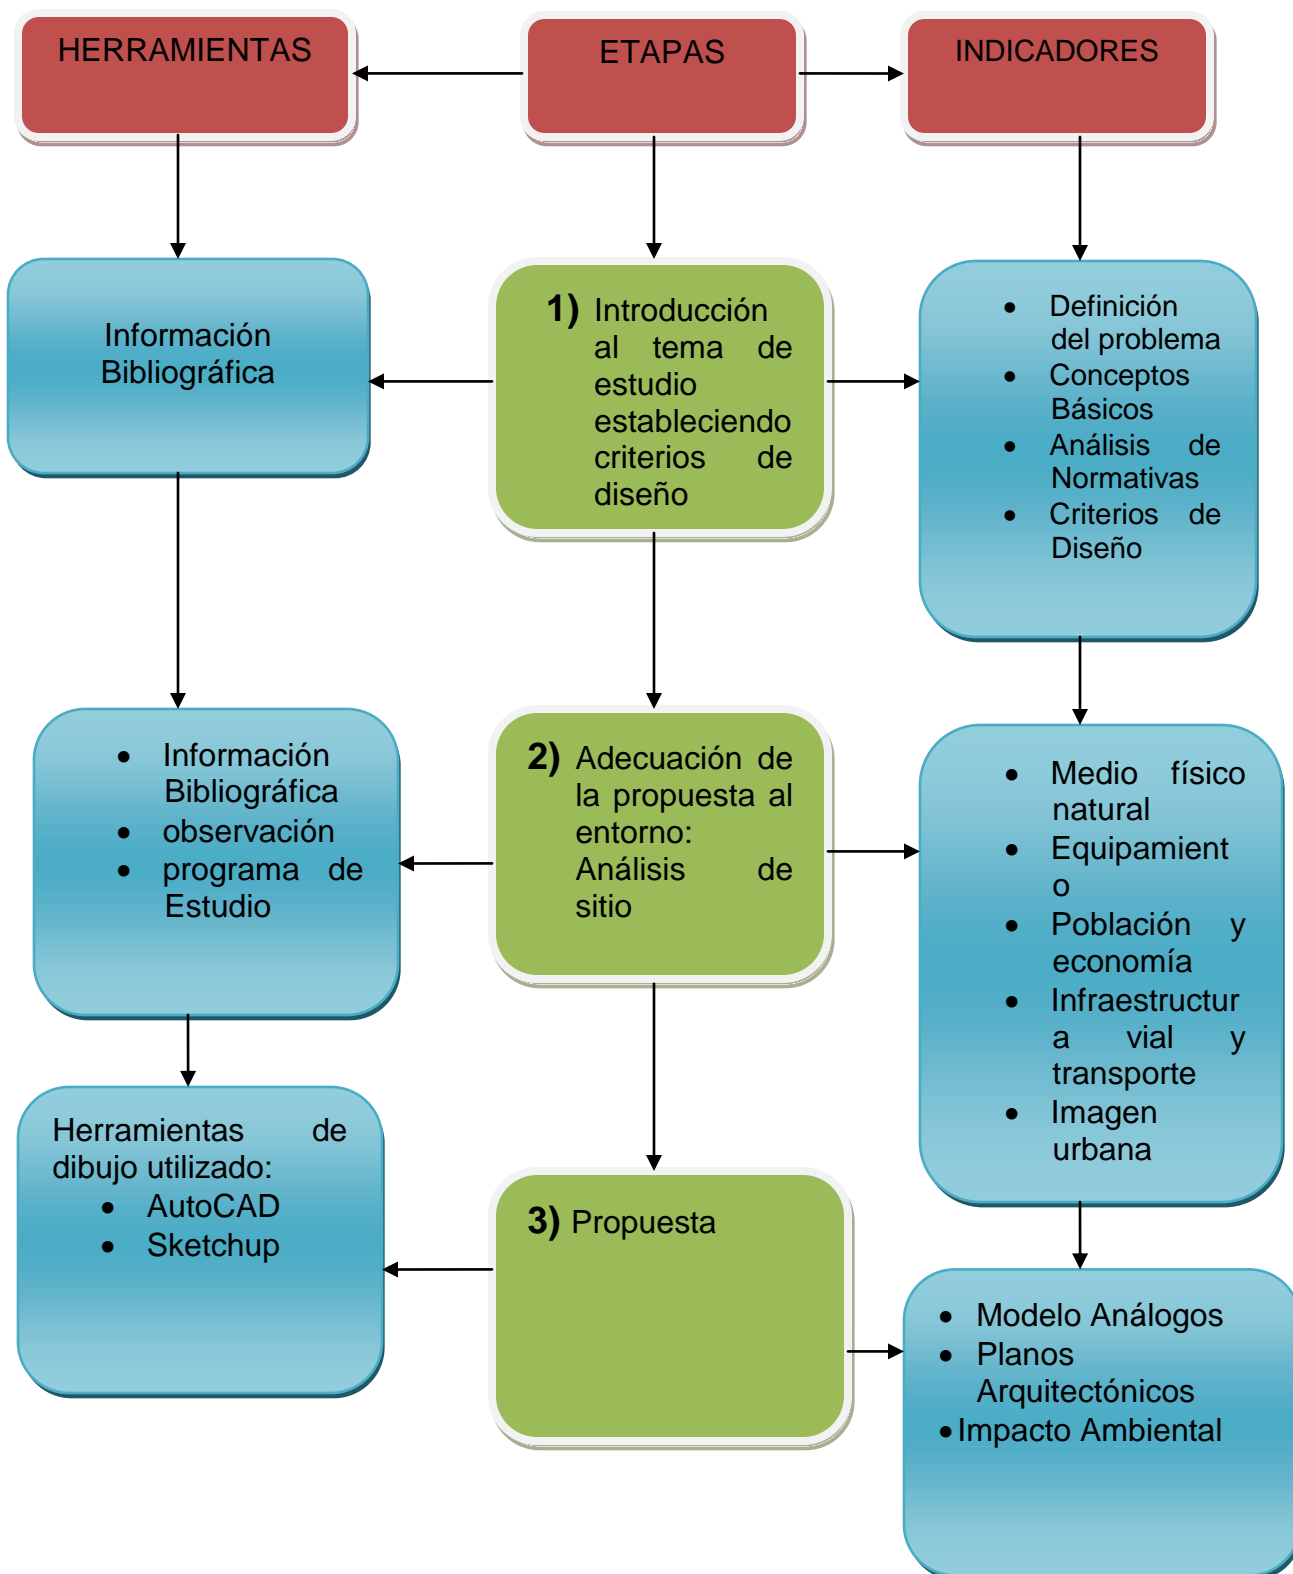 HERRAMIENTAS
ETAPAS
INDICADORES
Información
Bibliográfica
1) Introducción
al tema de
estudio
estableciendo
criterios de
diseño
• Definición
del problema
• Conceptos
Básicos
• Análisis de
Normativas
• Criterios de
Diseño
• Información
Bibliográfica
• observación
• programa de
Estudio
2) Adecuación de
la propuesta al
entorno:
Análisis de
sitio
• Medio físico
natural
• Equipamient
o
• Población y
economía
• Infraestructur
a vial y
transporte
• Imagen
urbana
Herramientas de
dibujo utilizado:
• AutoCAD
• Sketchup
3) Propuesta
• Modelo Análogos
• Planos
Arquitectónicos
• Impacto Ambiental